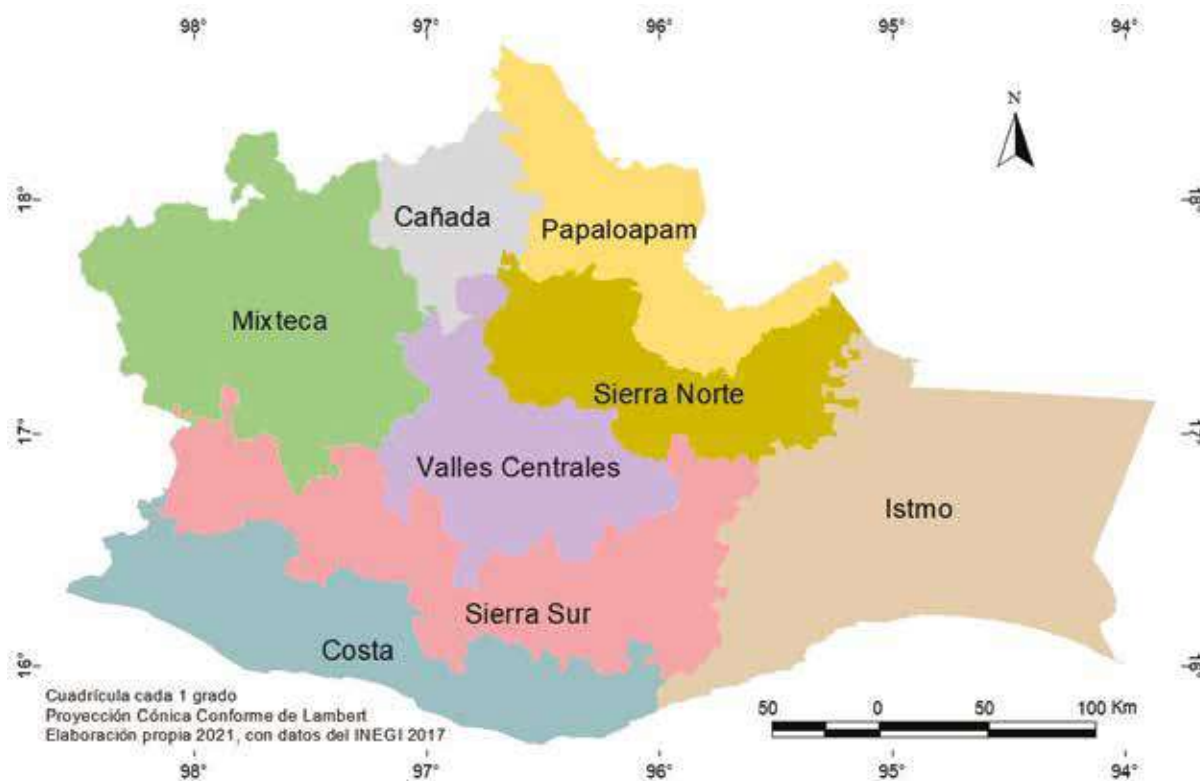 98° 97° 96° 95° 94°
N
18° 18°
Cañada
Papaloapam
Mixteca
Sierra Norte
17° 17°
Valles Centrales
Istmo
Sierra Sur
Costa
16° 16°
Cuadrícula cada 1 grado
Proyección Cónica Conforme de Lambert
Elaboración propia 2021, con datos del INEGI 2017
50 0 50 100 Km
98° 97° 96° 95° 94°